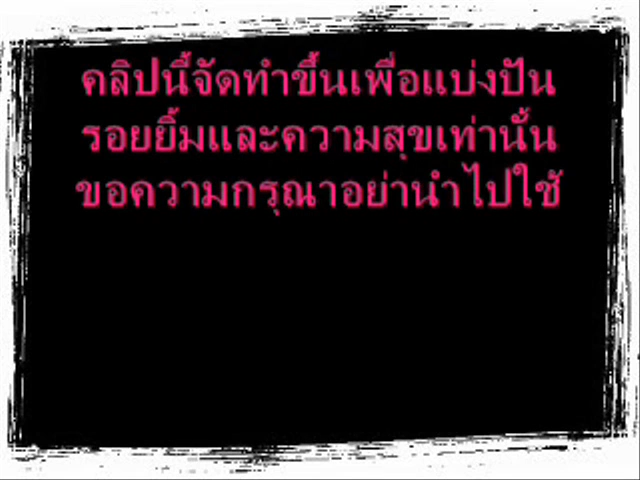 คลิปนี้จัดทำขึ้นเพื่อแบ่งปัน
รอยยิ้มและความสุขเท่านั้น
ขอความกรุณาอย่านำไปใช้